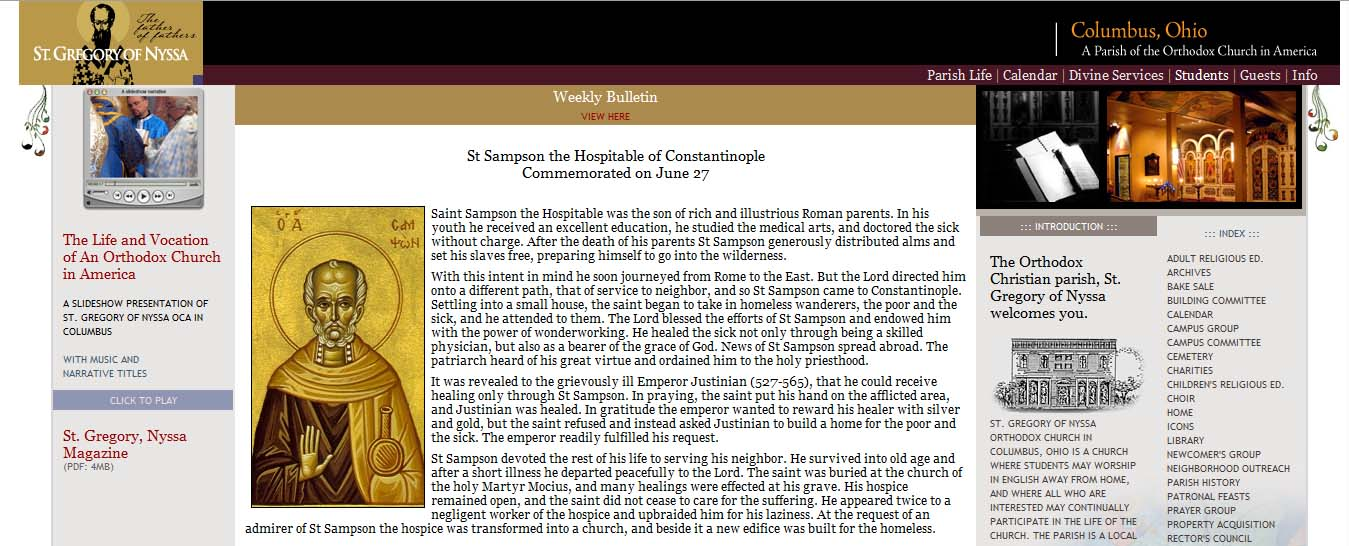 The
father
of fathers
ST. GREGORY OF NYSSA
Columbus, Ohio
A Parish of the Orthodox Church in America
Parish Life | Calendar | Divine Services | Students | Guests | Info
A slideshow narrative
The Life and Vocation
of An Orthodox Church
in America
A SLIDESHOW PRESENTATION OF
ST. GREGORY OF NYSSA OCA IN
COLUMBUS
WITH MUSIC AND
NARRATIVE TITLES
CLICK TO PLAY
St. Gregory, Nyssa
Magazine
(PDF: 4MB)
Weekly Bulletin
VIEW HERE
St Sampson the Hospitable of Constantinople
Commemorated on June 27
Saint Sampson the Hospitable was the son of rich and illustrious Roman parents. In his
youth he received an excellent education, he studied the medical arts, and doctored the sick
without charge. After the death of his parents St Sampson generously distributed alms and
set his slaves free, preparing himself to go into the wilderness.
With this intent in mind he soon journeyed from Rome to the East. But the Lord directed him
onto a different path, that of service to neighbor, and so St Sampson came to Constantinople.
Settling into a small house, the saint began to take in homeless wanderers, the poor and the
sick, and he attended to them. The Lord blessed the efforts of St Sampson and endowed him
with the power of wonderworking. He healed the sick not only through being a skilled
physician, but also as a bearer of the grace of God. News of St Sampson spread abroad. The
patriarch heard of his great virtue and ordained him to the holy priesthood.
It was revealed to the grievously ill Emperor Justinian (527-565), that he could receive
healing only through St Sampson. In praying, the saint put his hand on the afflicted area,
and Justinian was healed. In gratitude the emperor wanted to reward his healer with silver
and gold, but the saint refused and instead asked Justinian to build a home for the poor and
the sick. The emperor readily fulfilled his request.
St Sampson devoted the rest of his life to serving his neighbor. He survived into old age and
after a short illness he departed peacefully to the Lord. The saint was buried at the church of
the holy Martyr Mocius, and many healings were effected at his grave. His hospice
remained open, and the saint did not cease to care for the suffering. He appeared twice to a
negligent worker of the hospice and upbraided him for his laziness. At the request of an
admirer of St Sampson the hospice was transformed into a church, and beside it a new edifice was built for the homeless.
::: INTRODUCTION :::
The Orthodox
Christian parish, St.
Gregory of Nyssa
welcomes you.
ST. GREGORY OF NYSSA
ORTHODOX CHURCH IN
COLUMBUS, OHIO IS A CHURCH
WHERE STUDENTS MAY WORSHIP
IN ENGLISH AWAY FROM HOME,
AND WHERE ALL WHO ARE
INTERESTED MAY CONTINUALLY
PARTICIPATE IN THE LIFE OF THE
CHURCH. THE PARISH IS A LOCAL
::: INDEX :::
ADULT RELIGIOUS ED.
ARCHIVES
BAKE SALE
BUILDING COMMITTEE
CALENDAR
CAMPUS GROUP
CAMPUS COMMITTEE
CEMETERY
CHARITIES
CHILDREN'S RELIGIOUS ED.
CHOIR
HOME
ICONS
LIBRARY
NEWCOMER'S GROUP
NEIGHBORHOOD OUTREACH
PARISH HISTORY
PATRONAL FEASTS
PRAYER GROUP
PROPERTY ACQUISITION
RECTOR'S COUNCIL